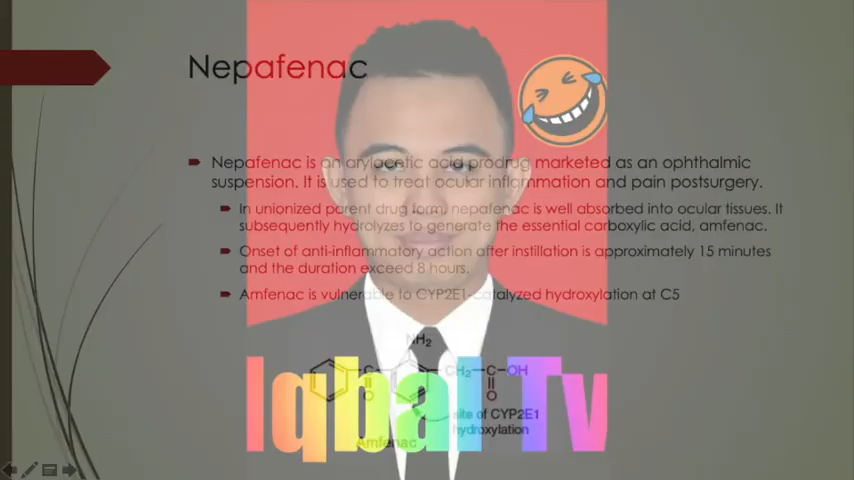 Nepafenac
Nepafenac is an arylacetic acid prodrug marketed as an ophthalmic
suspension. It is used to treat ocular inflammation and pain postsurgery.
In unionized parent drug form, nepafenac is well absorbed into ocular tissues. It
subsequently hydrolyzes to generate the essential carboxylic acid, amfenac.
Onset of anti-inflammatory action after instillation is approximately 15 minutes
and the duration exceed 8 hours.
Amfenac is vulnerable to CYP2E1-catalyzed hydroxylation at C5
NH2
C CH2 C OH
O O
Iqbal Tv
site of CYP2E1
hydroxylation
Amfenac